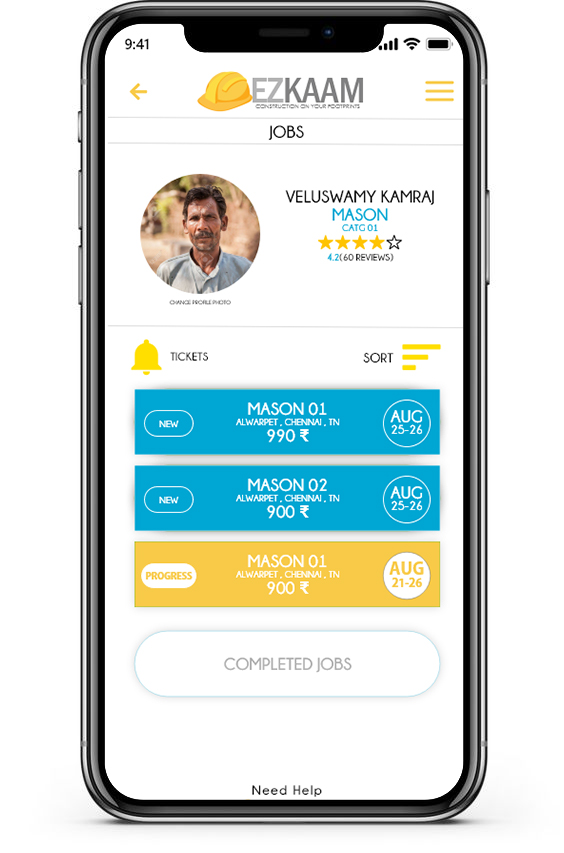 9:41
EZKAAM
CONSTRUCTION ON YOUR FOOTPRINTS
JOBS
VELUSWAMY KAMRAJ
MASON
CATG 01
4.2(60 REVIEWS)
CHANGE PROFILE PHOTO
TICKETS
SORT
NEW
MASON 01
ALWARPET , CHENNAI , TN
990 ₹
AUG
25-26
NEW
MASON 02
ALWARPET , CHENNAI , TN
900 ₹
AUG
25-26
PROGRESS
MASON 01
ALWARPET , CHENNAI , TN
900 ₹
AUG
21-26
COMPLETED JOBS
Need Help